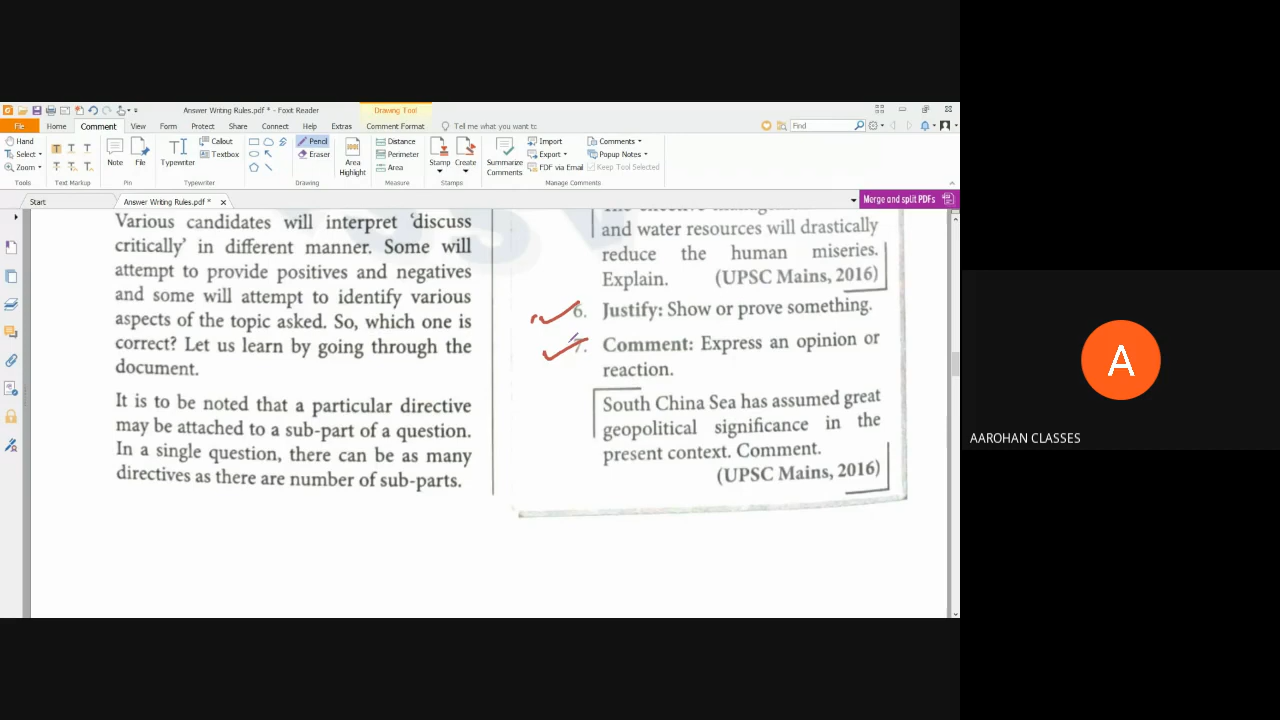 Answer Writing Rules.pdf * - Foxit Reader
Drawing Tool
File
Home
Comment
View
Form
Protect
Share
Connect
Help
Extras
Comment Format
Tell me what you want tc
Find
Hand
Select
Zoom
Tools
Text Markup
Note
File
Pin
Typewriter
Callout
Textbox
Typewriter
Pencil
Eraser
Drawing
Area
Highlight
Distance
Perimeter
Area
Measure
Stamp
Create
Stamps
Summarize
Comments
Import
Export
FDF via Email
Comments
Popup Notes
Keep Tool Selected
Manage Comments
Start
Answer Writing Rules.pdf *
Merge and split PDFs
Various candidates will interpret ‘discuss
critically’ in different manner. Some will
attempt to provide positives and negatives
and some will attempt to identify various
aspects of the topic asked. So, which one is
correct? Let us learn by going through the
document.
It is to be noted that a particular directive
may be attached to a sub-part of a question.
In a single question, there can be as many
directives as there are number of sub-parts.
and water resources will drastically
reduce the human miseries.
Explain. (UPSC Mains, 2016)
6. Justify: Show or prove something.
7. Comment: Express an opinion or
reaction.
South China Sea has assumed great
geopolitical significance in the
present context. Comment.
(UPSC Mains, 2016)
A
AAROHAN CLASSES